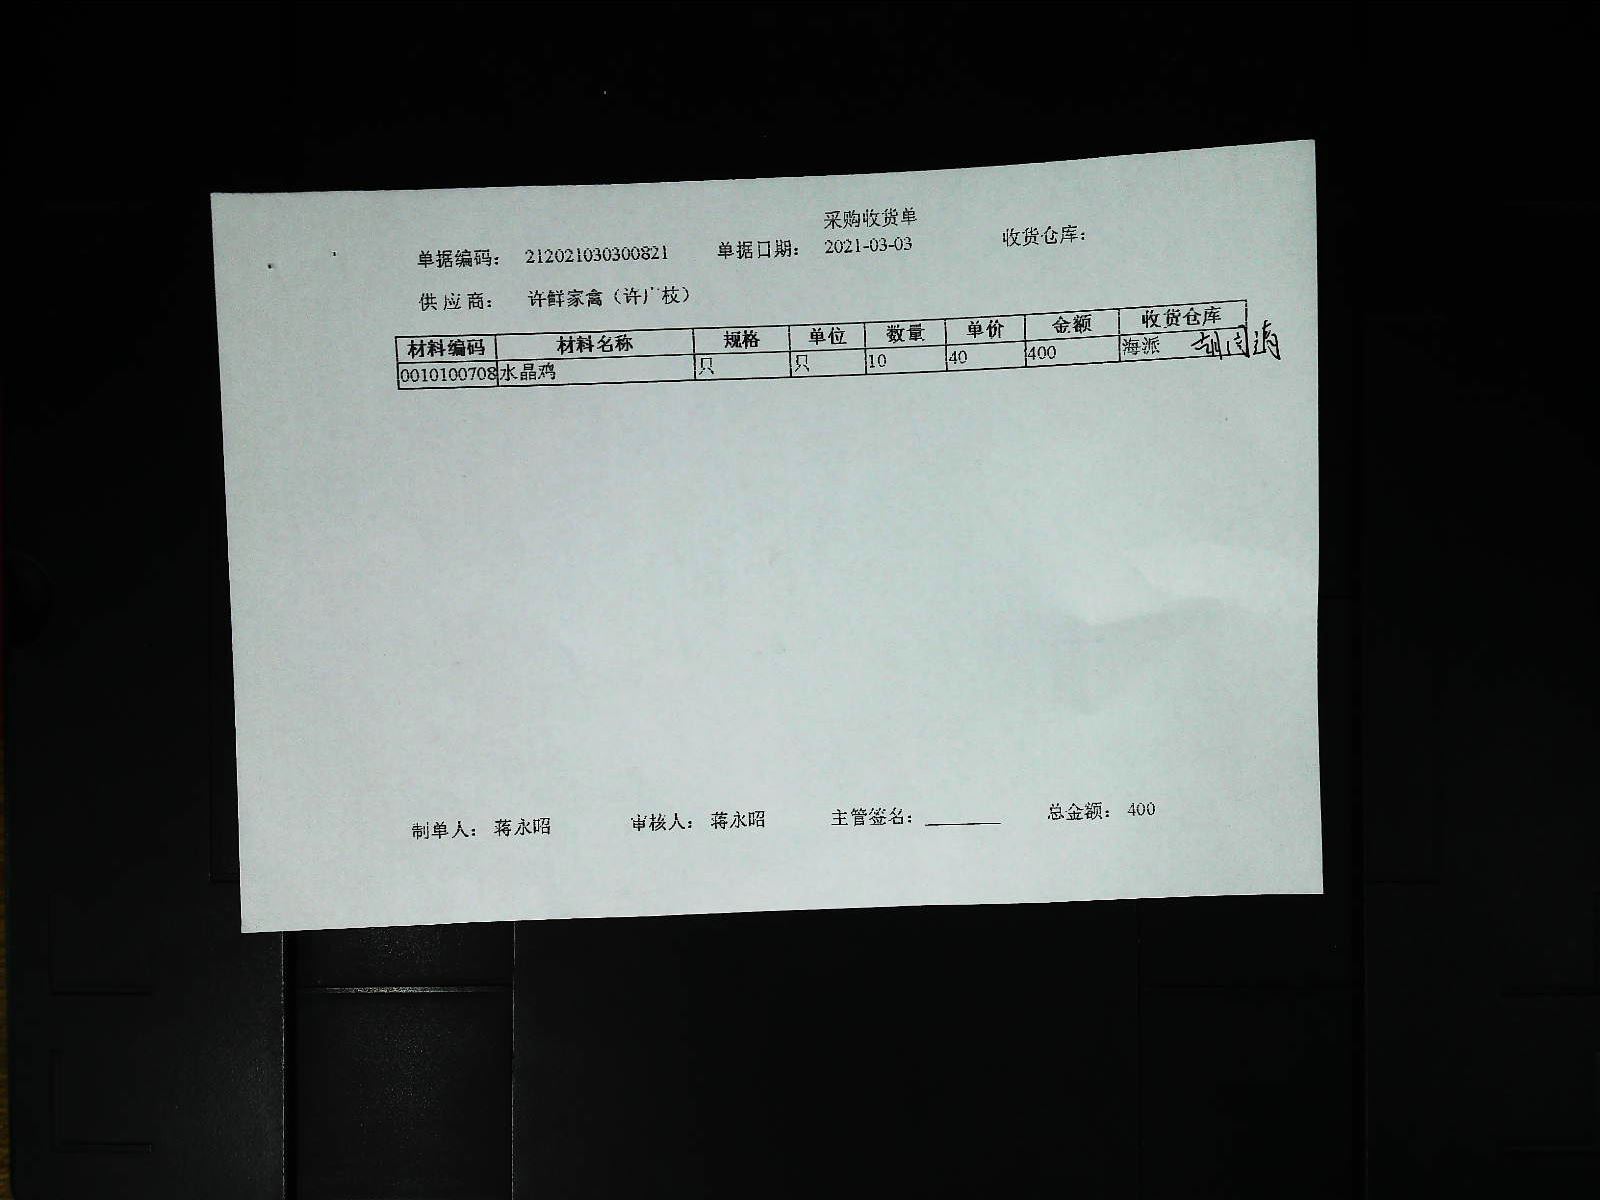 采购收货单
单据编码： 212021030300821 单据日期： 2021-03-03 收货仓库：
供应商： 许鲜家禽（许广枝）
材料编码 材料名称 规格 单位 数量 单价 金额 收货仓库
0010100708 水晶鸡 只 只 10 40 400 海派
制单人： 蒋永昭 审核人： 蒋永昭 主管签名： 总金额： 400